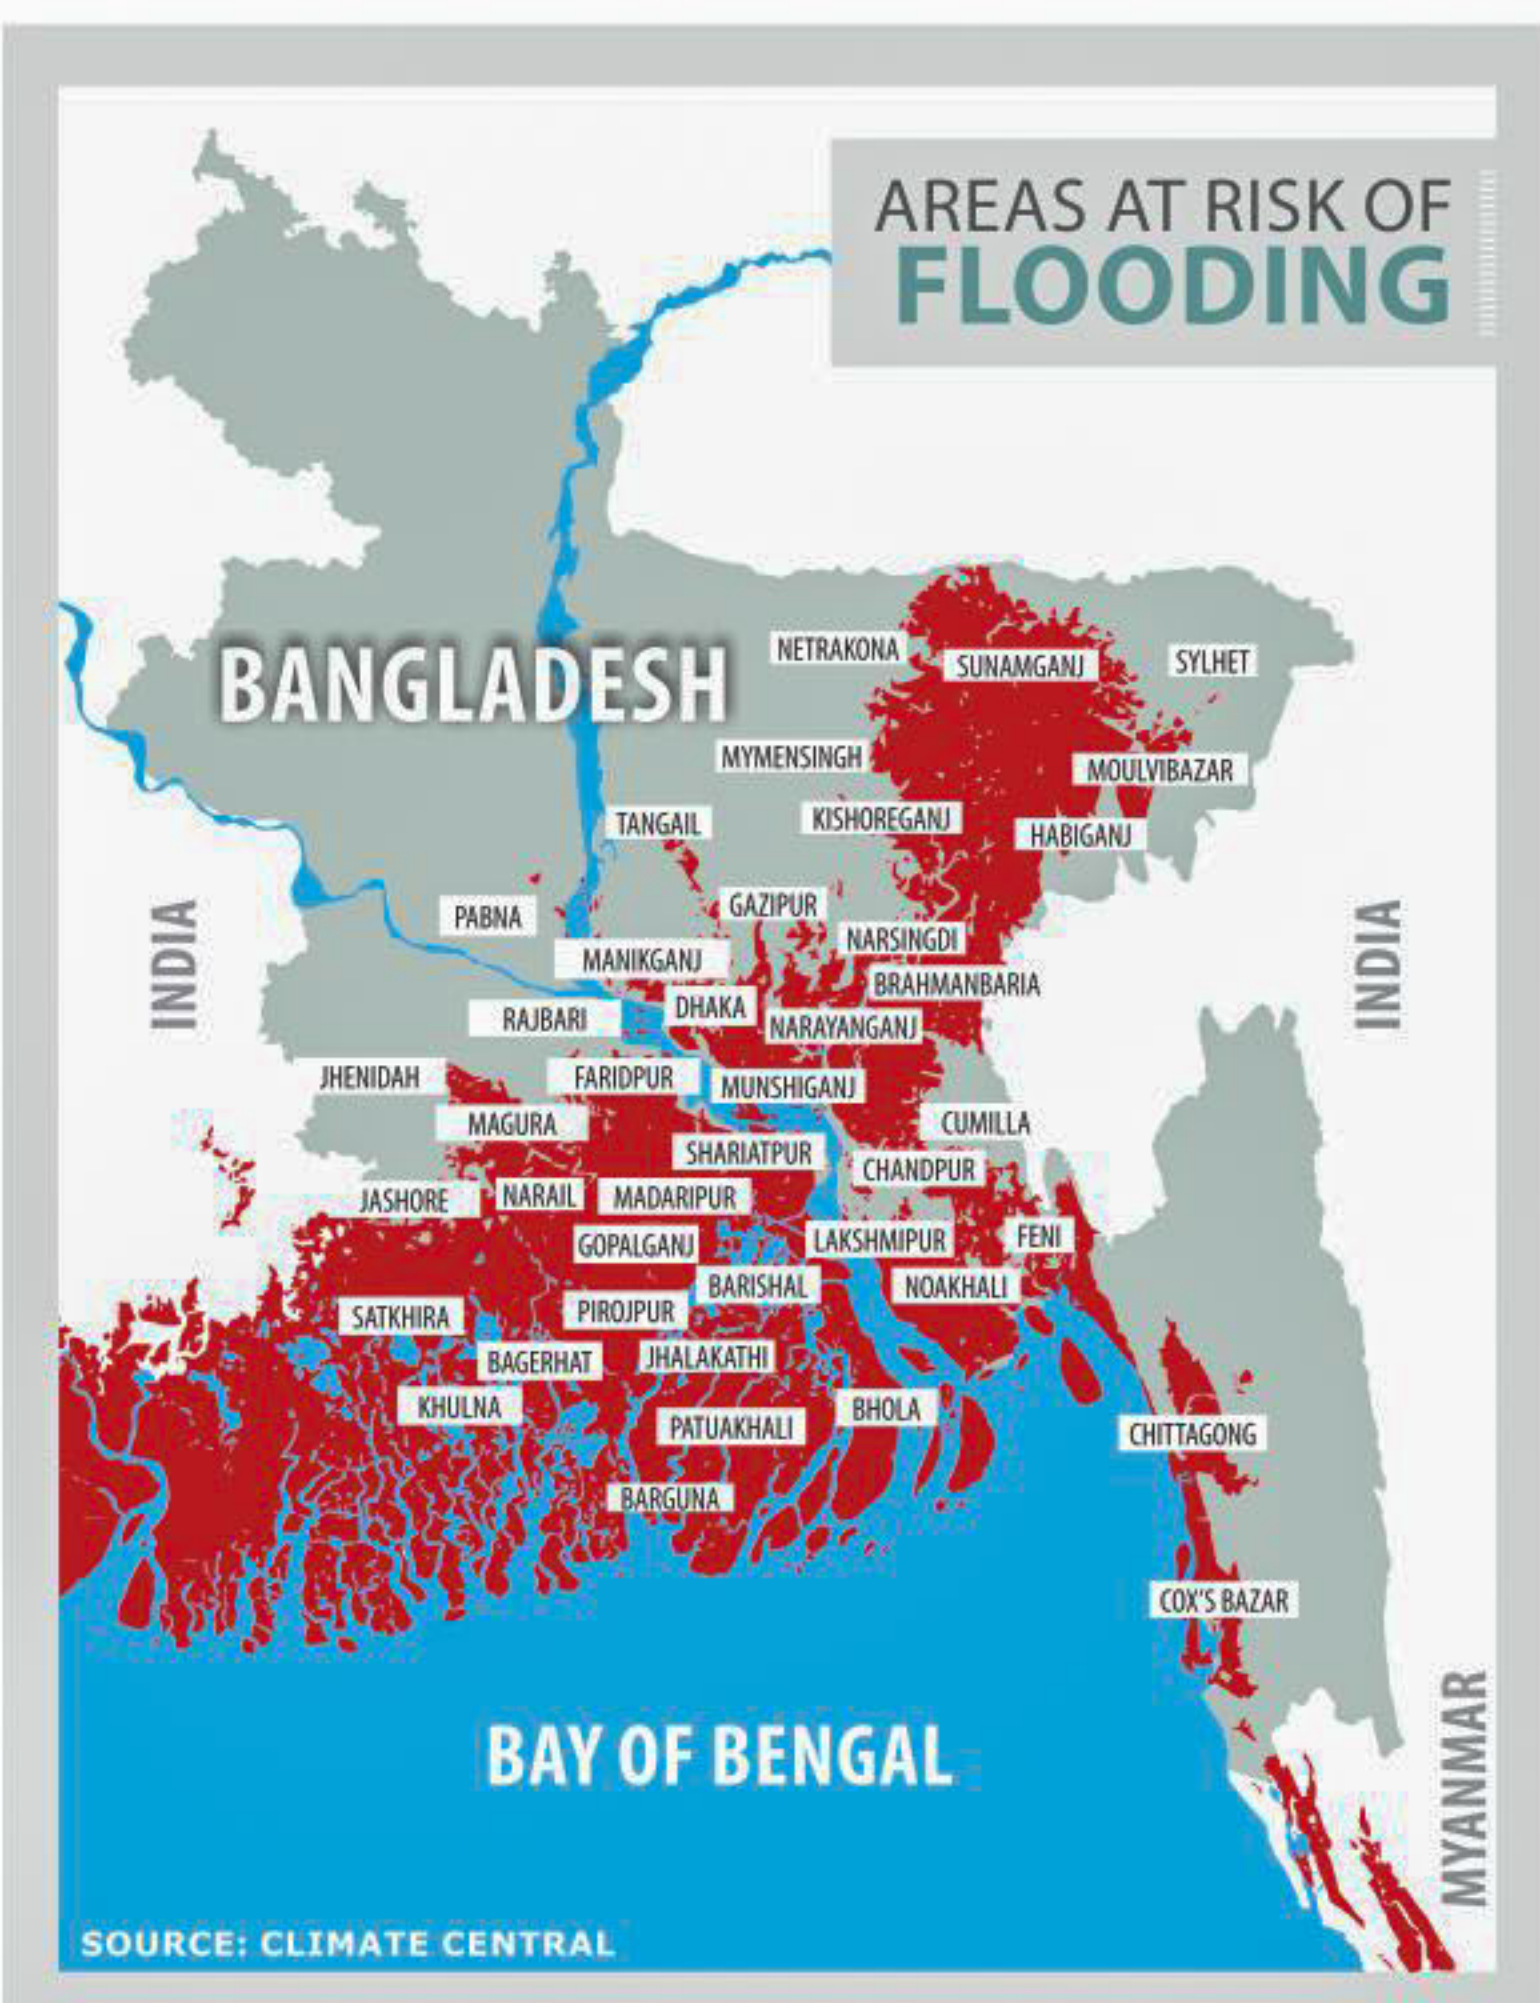 AREAS AT RISK OF
FLOODING
BANGLADESH
NETRAKONA
SUNAMGANJ
SYLHET
MYMENSINGH
MOULVIBAZAR
TANGAIL
KISHOREGANJ
HABIGANJ
PABNA
GAZIPUR
NARSINGDI
MANIKGANJ
BRAHMANBARIA
INDIA
INDIA
RAJBARI
DHAKA
NARAYANGANJ
JHENIDAH
FARIDPUR
MUNSHIGANJ
MAGURA
CUMILLA
SHARIATPUR
CHANDPUR
JASHORE
NARAIL
MADARIPUR
GOPALGANJ
LAKSHMIPUR
FENI
BARISHAL
NOAKHALI
SATKHIRA
PIROJPUR
BAGERHAT
JHALAKATHI
KHULNA
PATUAKHALI
BHOLA
CHITTAGONG
BARGUNA
COX'S BAZAR
BAY OF BENGAL
MYANMAR
SOURCE: CLIMATE CENTRAL